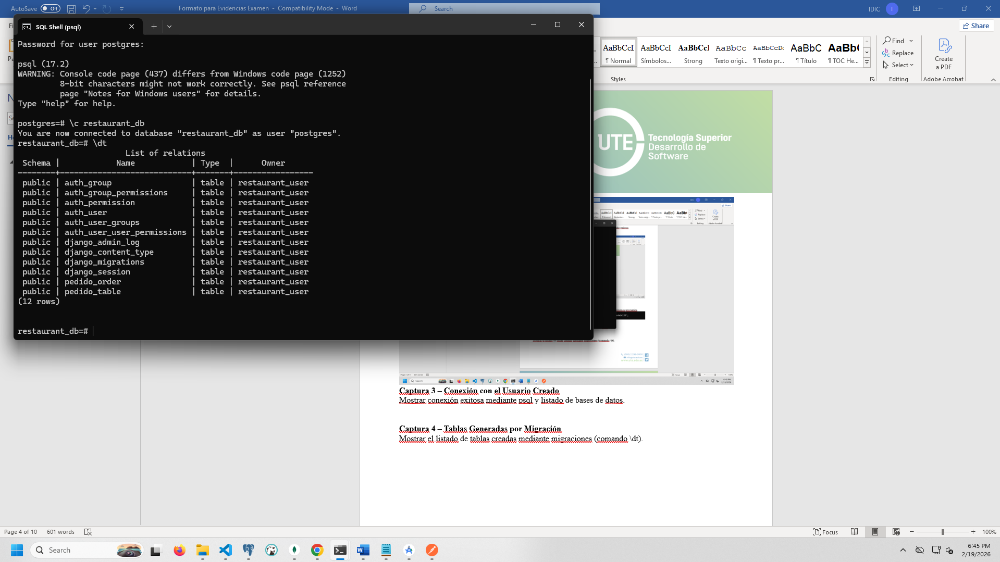 AutoSave Off
Formato para Evidencias Examen - Compatibility Mode - Word
Search
IDIC I
SQL Shell (psql)
Share
Password for user postgres:
psql (17.2)
WARNING: Console code page (437) differs from Windows code page (1252)
8-bit characters might not work correctly. See psql reference
page "Notes for Windows users" for details.
Type "help" for help.
postgres=# \c restaurant_db
You are now connected to database "restaurant_db" as user "postgres".
restaurant_db=# \dt
List of relations
Schema | Name | Type | Owner
--------+----------------------------+-------+-----------------
public | auth_group | table | restaurant_user
public | auth_group_permissions | table | restaurant_user
public | auth_permission | table | restaurant_user
public | auth_user | table | restaurant_user
public | auth_user_groups | table | restaurant_user
public | auth_user_user_permissions | table | restaurant_user
public | django_admin_log | table | restaurant_user
public | django_content_type | table | restaurant_user
public | django_migrations | table | restaurant_user
public | django_session | table | restaurant_user
public | pedido_order | table | restaurant_user
public | pedido_table | table | restaurant_user
(12 rows)
restaurant_db=#
AaBbCcI AaBbCcI AaBbCcI AaBbCc AaBbCcDc AaBbC AaBb(
¶ Normal Símbolos... Strong Texto origi... ¶ Texto pr... ¶ Título ¶ TOC He...
Styles
Find
Replace
Select
Editing
Create
a PDF
Adobe Acrobat
UTE
Tecnología Superior
Desarrollo de
Software
Captura 3 – Conexión con el Usuario Creado
Mostrar conexión exitosa mediante psql y listado de bases de datos.
Captura 4 – Tablas Generadas por Migración
Mostrar el listado de tablas creadas mediante migraciones (comando \dt).
Page 4 of 10 601 words
Focus
100%
Search
6:45 PM
2/19/2026